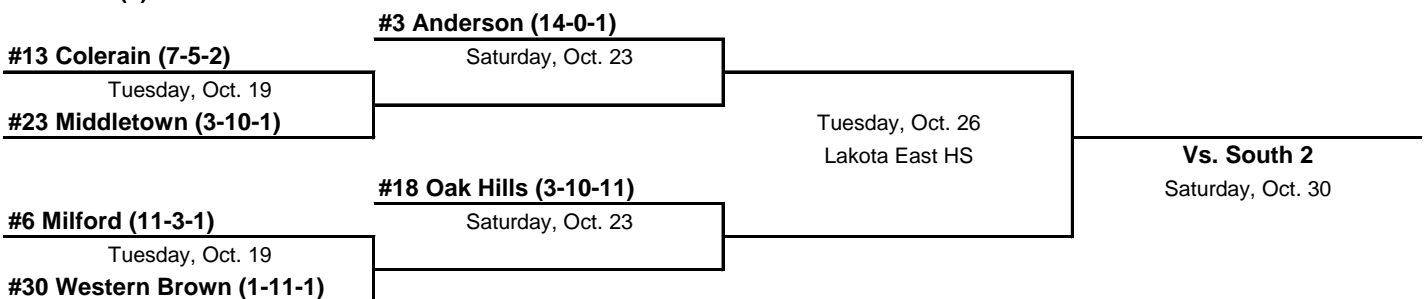 #3 Anderson (14-0-1)
#13 Colerain (7-5-2)
Saturday, Oct. 23
Tuesday, Oct. 19
#23 Middletown (3-10-1)
Tuesday, Oct. 26
Lakota East HS
Vs. South 2
Saturday, Oct. 30
#18 Oak Hills (3-10-11)
#6 Milford (11-3-1)
Saturday, Oct. 23
Tuesday, Oct. 19
#30 Western Brown (1-11-1)